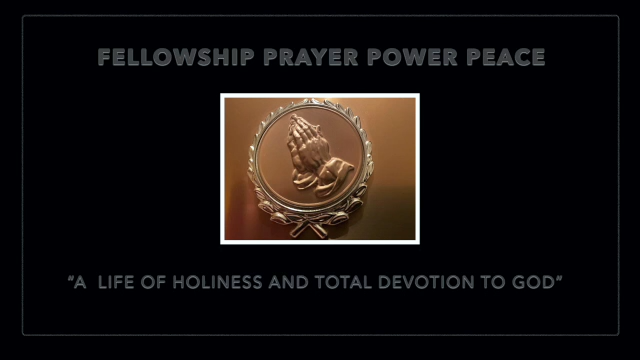 FELLOWSHIP PRAYER POWER PEACE
“A  LIFE OF HOLINESS AND TOTAL DEVOTION TO GOD”